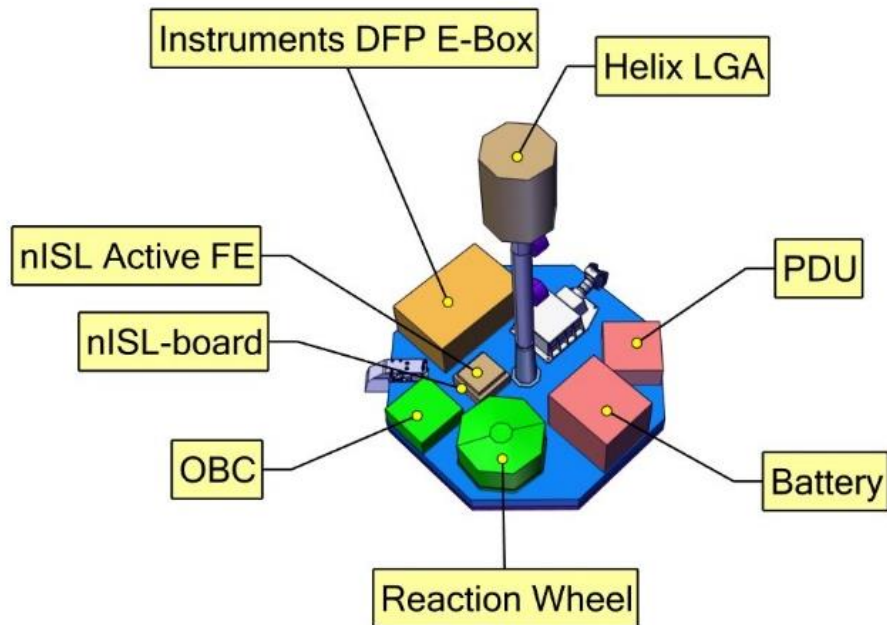 Instruments DFP E-Box
Helix LGA
nISL Active FE
PDU
nISL-board
OBC
Battery
Reaction Wheel